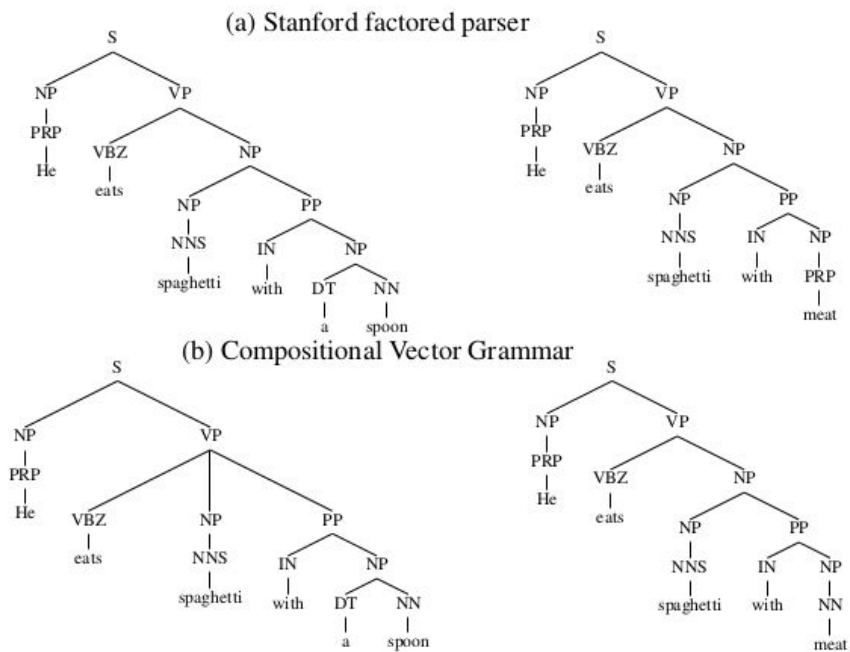 (a) Stanford factored parser
S S
NP VP NP VP
PRP VBZ NP PRP VBZ NP
He eats He eats
NP PP NP PP
NNS IN NP NNS IN NP
spaghetti with DT NN spaghetti with PRP
a spoon meat
(b) Compositional Vector Grammar
S S
NP VP NP VP
PRP PRP VBZ NP
He He eats
VBZ NP PP NP PP
eats NNS IN NP NNS IN NP
spaghetti with DT NN spaghetti with NN
a spoon meat